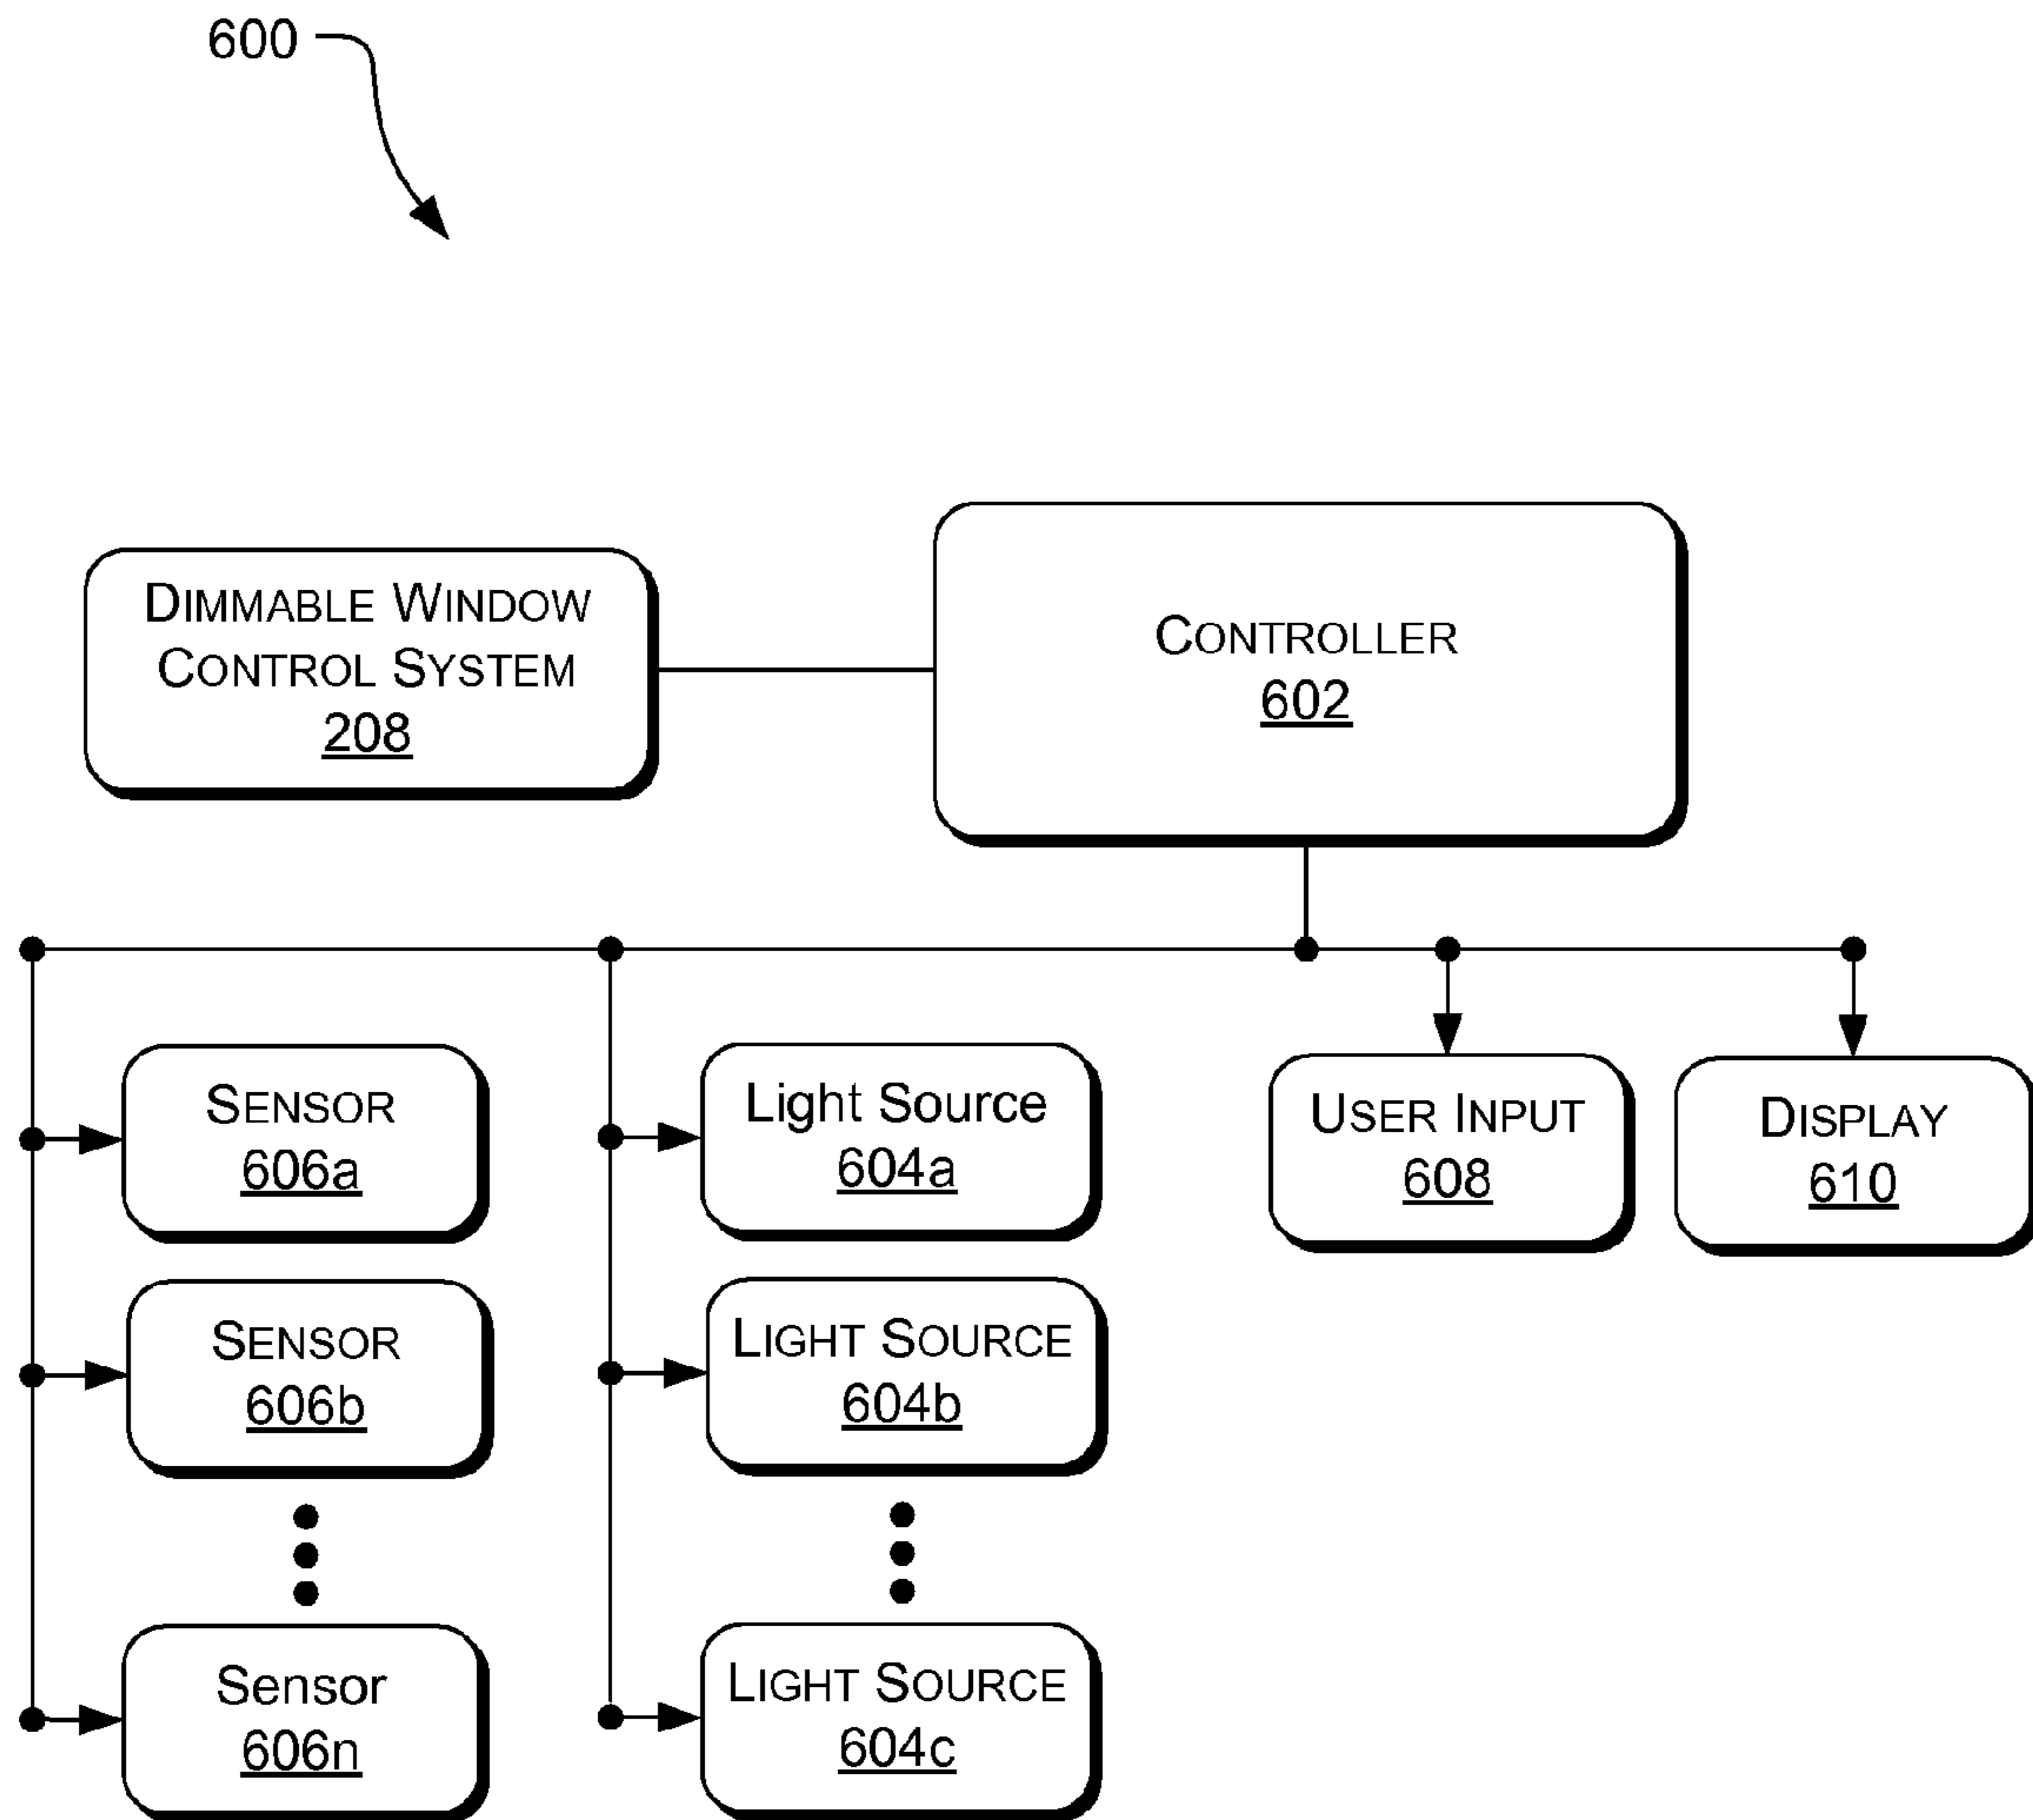 600
DIMMABLE WINDOW
CONTROL SYSTEM
208
CONTROLLER
602
SENSOR
606a
Light Source
604a
USER INPUT
608
DISPLAY
610
SENSOR
606b
LIGHT SOURCE
604b
Sensor
606n
LIGHT SOURCE
604c